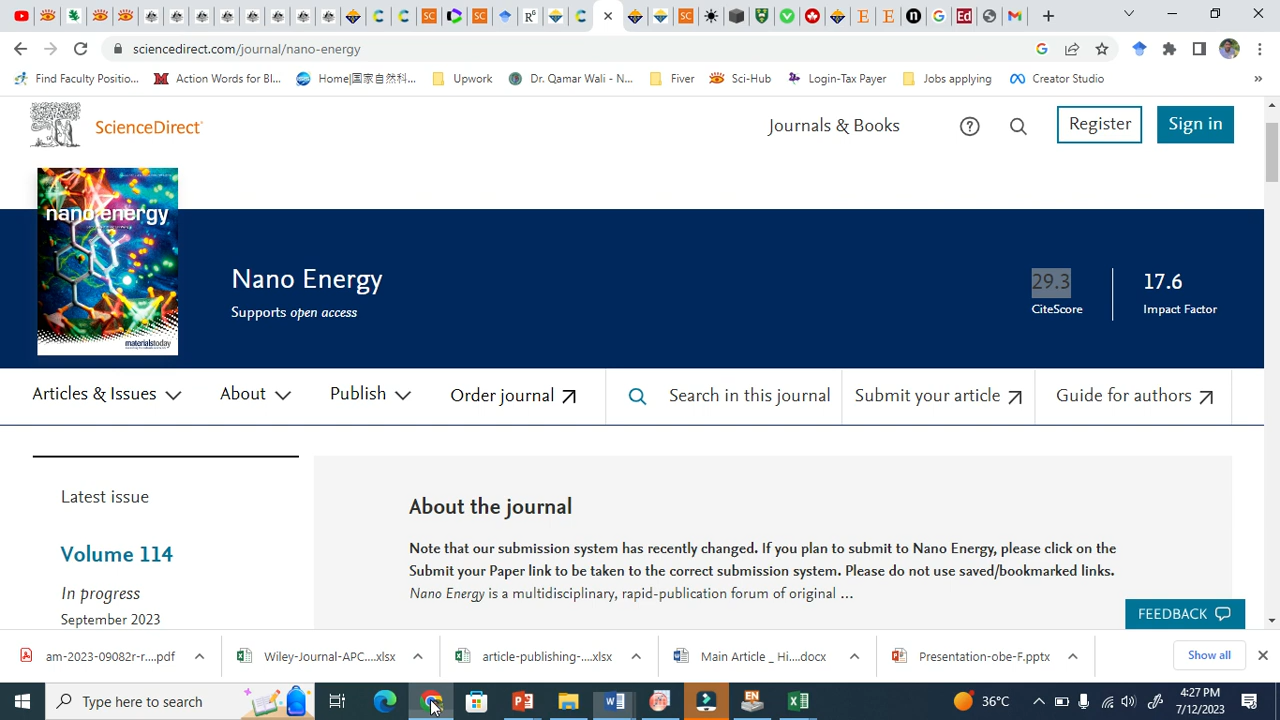 sciencedirect.com/journal/nano-energy
Find Faculty Positio...
Action Words for Bl...
Home|国家自然科...
Upwork
Dr. Qamar Wali - N...
Fiver
Sci-Hub
Login-Tax Payer
Jobs applying
Creator Studio
»
ScienceDirect
Journals & Books
Register
Sign in
nano energy
materialstoday
Nano Energy
Supports open access
29.3
CiteScore
17.6
Impact Factor
Articles & Issues
About
Publish
Order journal
Search in this journal
Submit your article
Guide for authors
Latest issue
Volume 114
In progress
September 2023
About the journal
Note that our submission system has recently changed. If you plan to submit to Nano Energy, please click on the
Submit your Paper link to be taken to the correct submission system. Please do not use saved/bookmarked links.
Nano Energy is a multidisciplinary, rapid-publication forum of original ...
FEEDBACK
am-2023-09082r-r....pdf
Wiley-Journal-APC....xlsx
article-publishing-....xlsx
Main Article _ Hi....docx
Presentation-obe-F.pptx
Show all
Type here to search
36°C
4:27 PM
7/12/2023